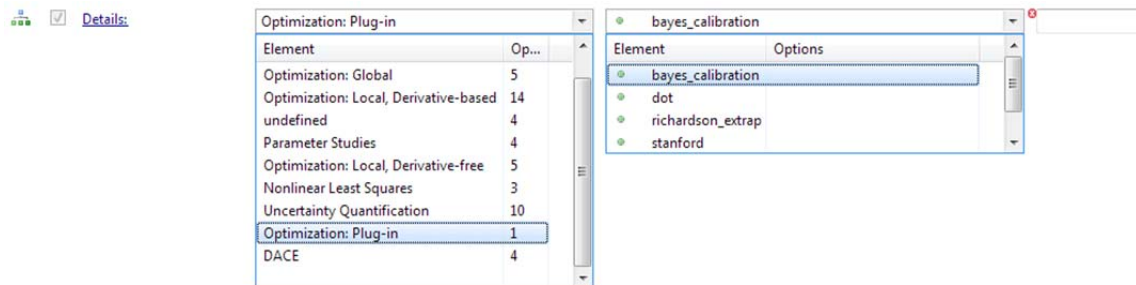 Details:
Optimization: Plug-in
bayes_calibration
Element Op...
Optimization: Global 5
Optimization: Local, Derivative-based 14
undefined 4
Parameter Studies 4
Optimization: Local, Derivative-free 5
Nonlinear Least Squares 3
Uncertainty Quantification 10
Optimization: Plug-in 1
DACE 4
Element Options
bayes_calibration
dot
richardson_extrap
stanford